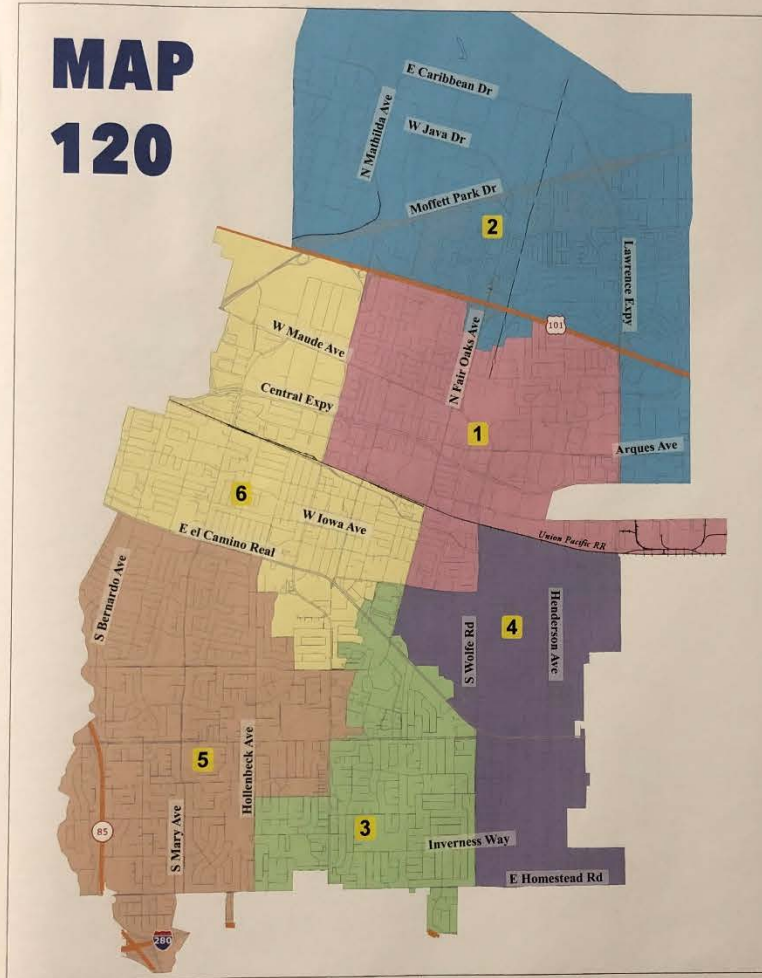 MAP
120
E Caribbean Dr
N Mathilda Ave
W Java Dr
Moffett Park Dr
2
Lawrence Expy
101
W Maude Ave
N Fair Oaks Ave
Central Expy
1
Arques Ave
6
W Iowa Ave
E el Camino Real
Union Pacific RR
S Bernardo Ave
Henderson Ave
4
S Wolfe Rd
5
Hollenbeck Ave
3
85
S Mary Ave
Inverness Way
E Homestead Rd
280